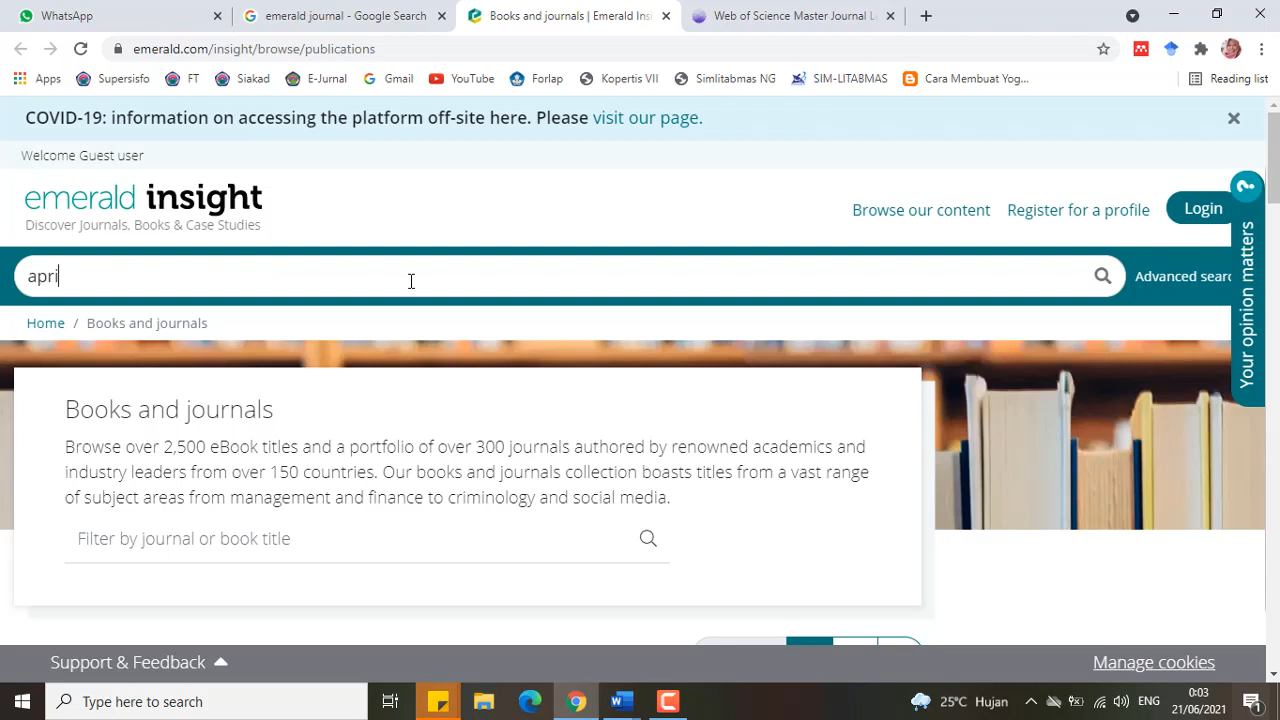 WhatsApp
emerald journal - Google Search
Books and journals | Emerald Ins
Web of Science Master Journal L
emerald.com/insight/browse/publications
Apps Supersisfo FT Siakad E-Jurnal Gmail YouTube Forlap Kopertis VII Simlitabmas NG SIM-LITABMAS Cara Membuat Yog... Reading list
COVID-19: information on accessing the platform off-site here. Please visit our page.
Welcome Guest user
emerald insight
Discover Journals, Books & Case Studies
Browse our content Register for a profile Login
apri
Advanced searc
Your opinion matters
Home / Books and journals
Books and journals
Browse over 2,500 eBook titles and a portfolio of over 300 journals authored by renowned academics and
industry leaders from over 150 countries. Our books and journals collection boasts titles from a vast range
of subject areas from management and finance to criminology and social media.
Filter by journal or book title
Support & Feedback
Manage cookies
Type here to search
25°C Hujan
ENG
0:03
21/06/2021
1